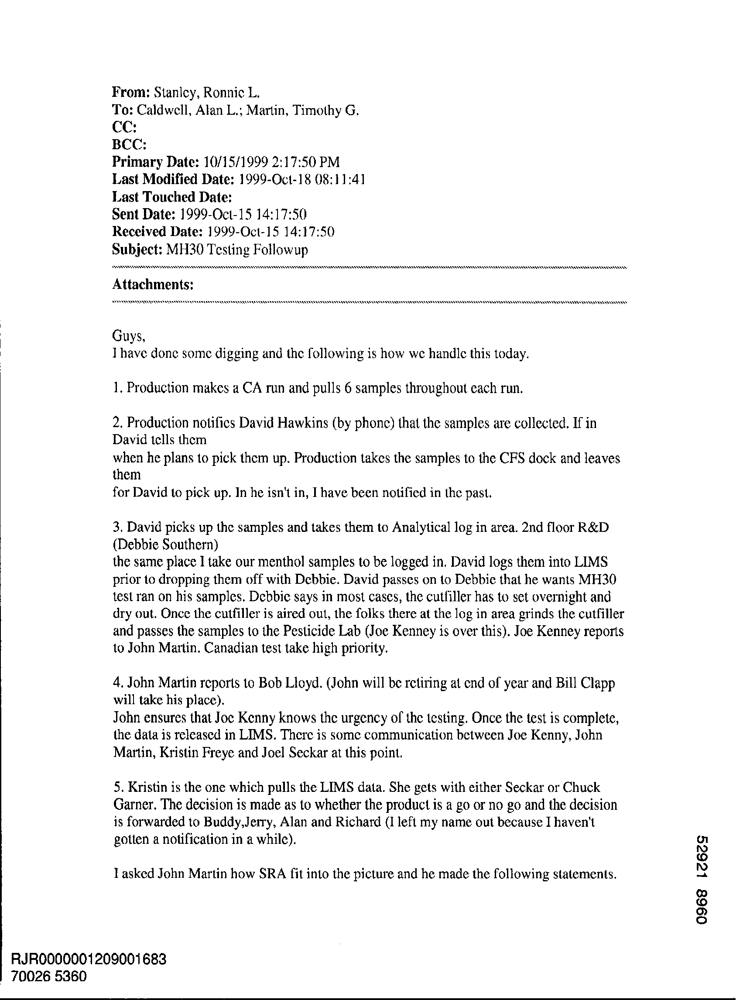 From: Stanley, Ronnie L.
To: Caldwell, Alan L.; Martin, Timothy G.
CC:
BCC:
Primary Date: 10/15/1999 2:17:50 PM
Last Modified Date: 1999-Oct-18 08:11:41
Last Touched Date:
Sent Date: 1999-Oct-15 14:17:50
Received Date: 1999-Oct-15 14:17:50
Subject: MH30 Testing Followup
Attachments:
Guys,
I have done some digging and the following is how we handle this today.
1. Production makes a CA run and pulls 6 samples throughout each run.
2. Production notifies David Hawkins (by phone) that the samples are collected. If in
David tells them
when he plans to pick them up. Production takes the samples to the CFS dock and leaves
them
for David to pick up. In he isn't in, I have been notified in the past.
3. David picks up the samples and takes them to Analytical log in area. 2nd floor R&D
(Debbie Southern)
the same place I take our menthol samples to be logged in. David logs them into LIMS
prior to dropping them off with Debbie. David passes on to Debbie that he wants MH30
test ran on his samples. Debbie says in most cases, the cutfiller has to set overnight and
dry out. Once the cutfiller is aired out, the folks there at the log in area grinds the cutfiller
and passes the samples to the Pesticide Lab (Joe Kenney is over this). Joe Kenney reports
to John Martin. Canadian test take high priority.
4. John Martin reports to Bob Lloyd. (John will be retiring at end of year and Bill Clapp
will take his place).
John ensures that Joe Kenny knows the urgency of the testing. Once the test is complete,
the data is released in LIMS. There is some communication between Joe Kenny, John
Martin, Kristin Freye and Joel Seckar at this point.
5. Kristin is the one which pulls the LIMS data. She gets with either Seckar or Chuck
Garner. The decision is made as to whether the product is a go or no go and the decision
is forwarded to Buddy,Jerry, Alan and Richard (I left my name out because I haven't
gotten a notification in a while).
I asked John Martin how SRA fit into the picture and he made the following statements.
52921 8960
RJR0000001209001683
70026 5360